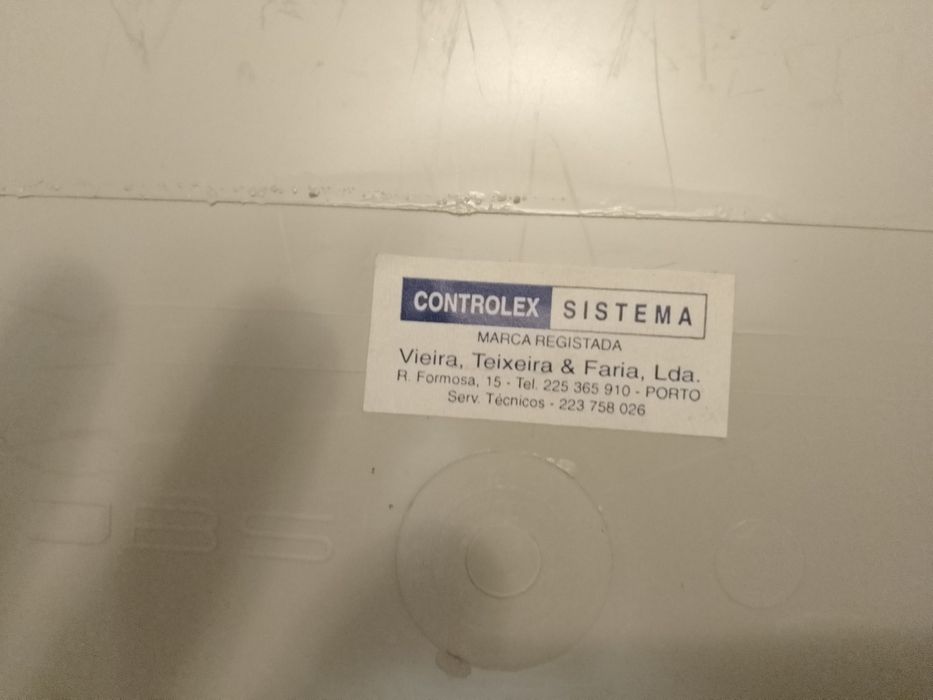 CONTROLEX SISTEMA
MARCA REGISTADA
Vieira, Teixeira & Faria, Lda.
R. Formosa, 15 - Tel. 225 365 910 - PORTO
Serv. Técnicos - 223 758 026